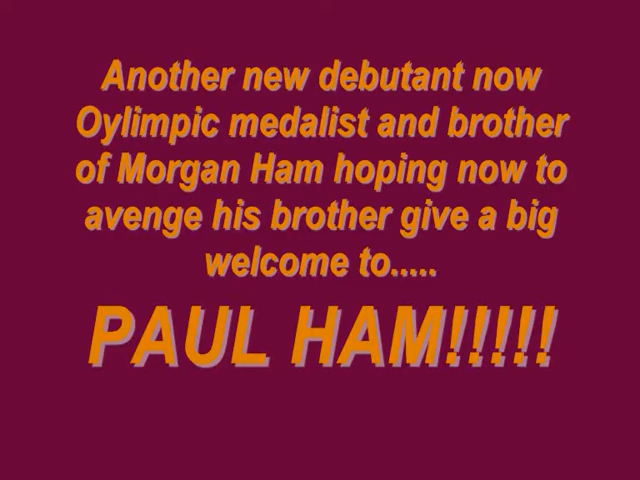 Another new debutant now
Oylimpic medalist and brother
of Morgan Ham hoping now to
avenge his brother give a big
welcome to.....
PAUL HAM!!!!!